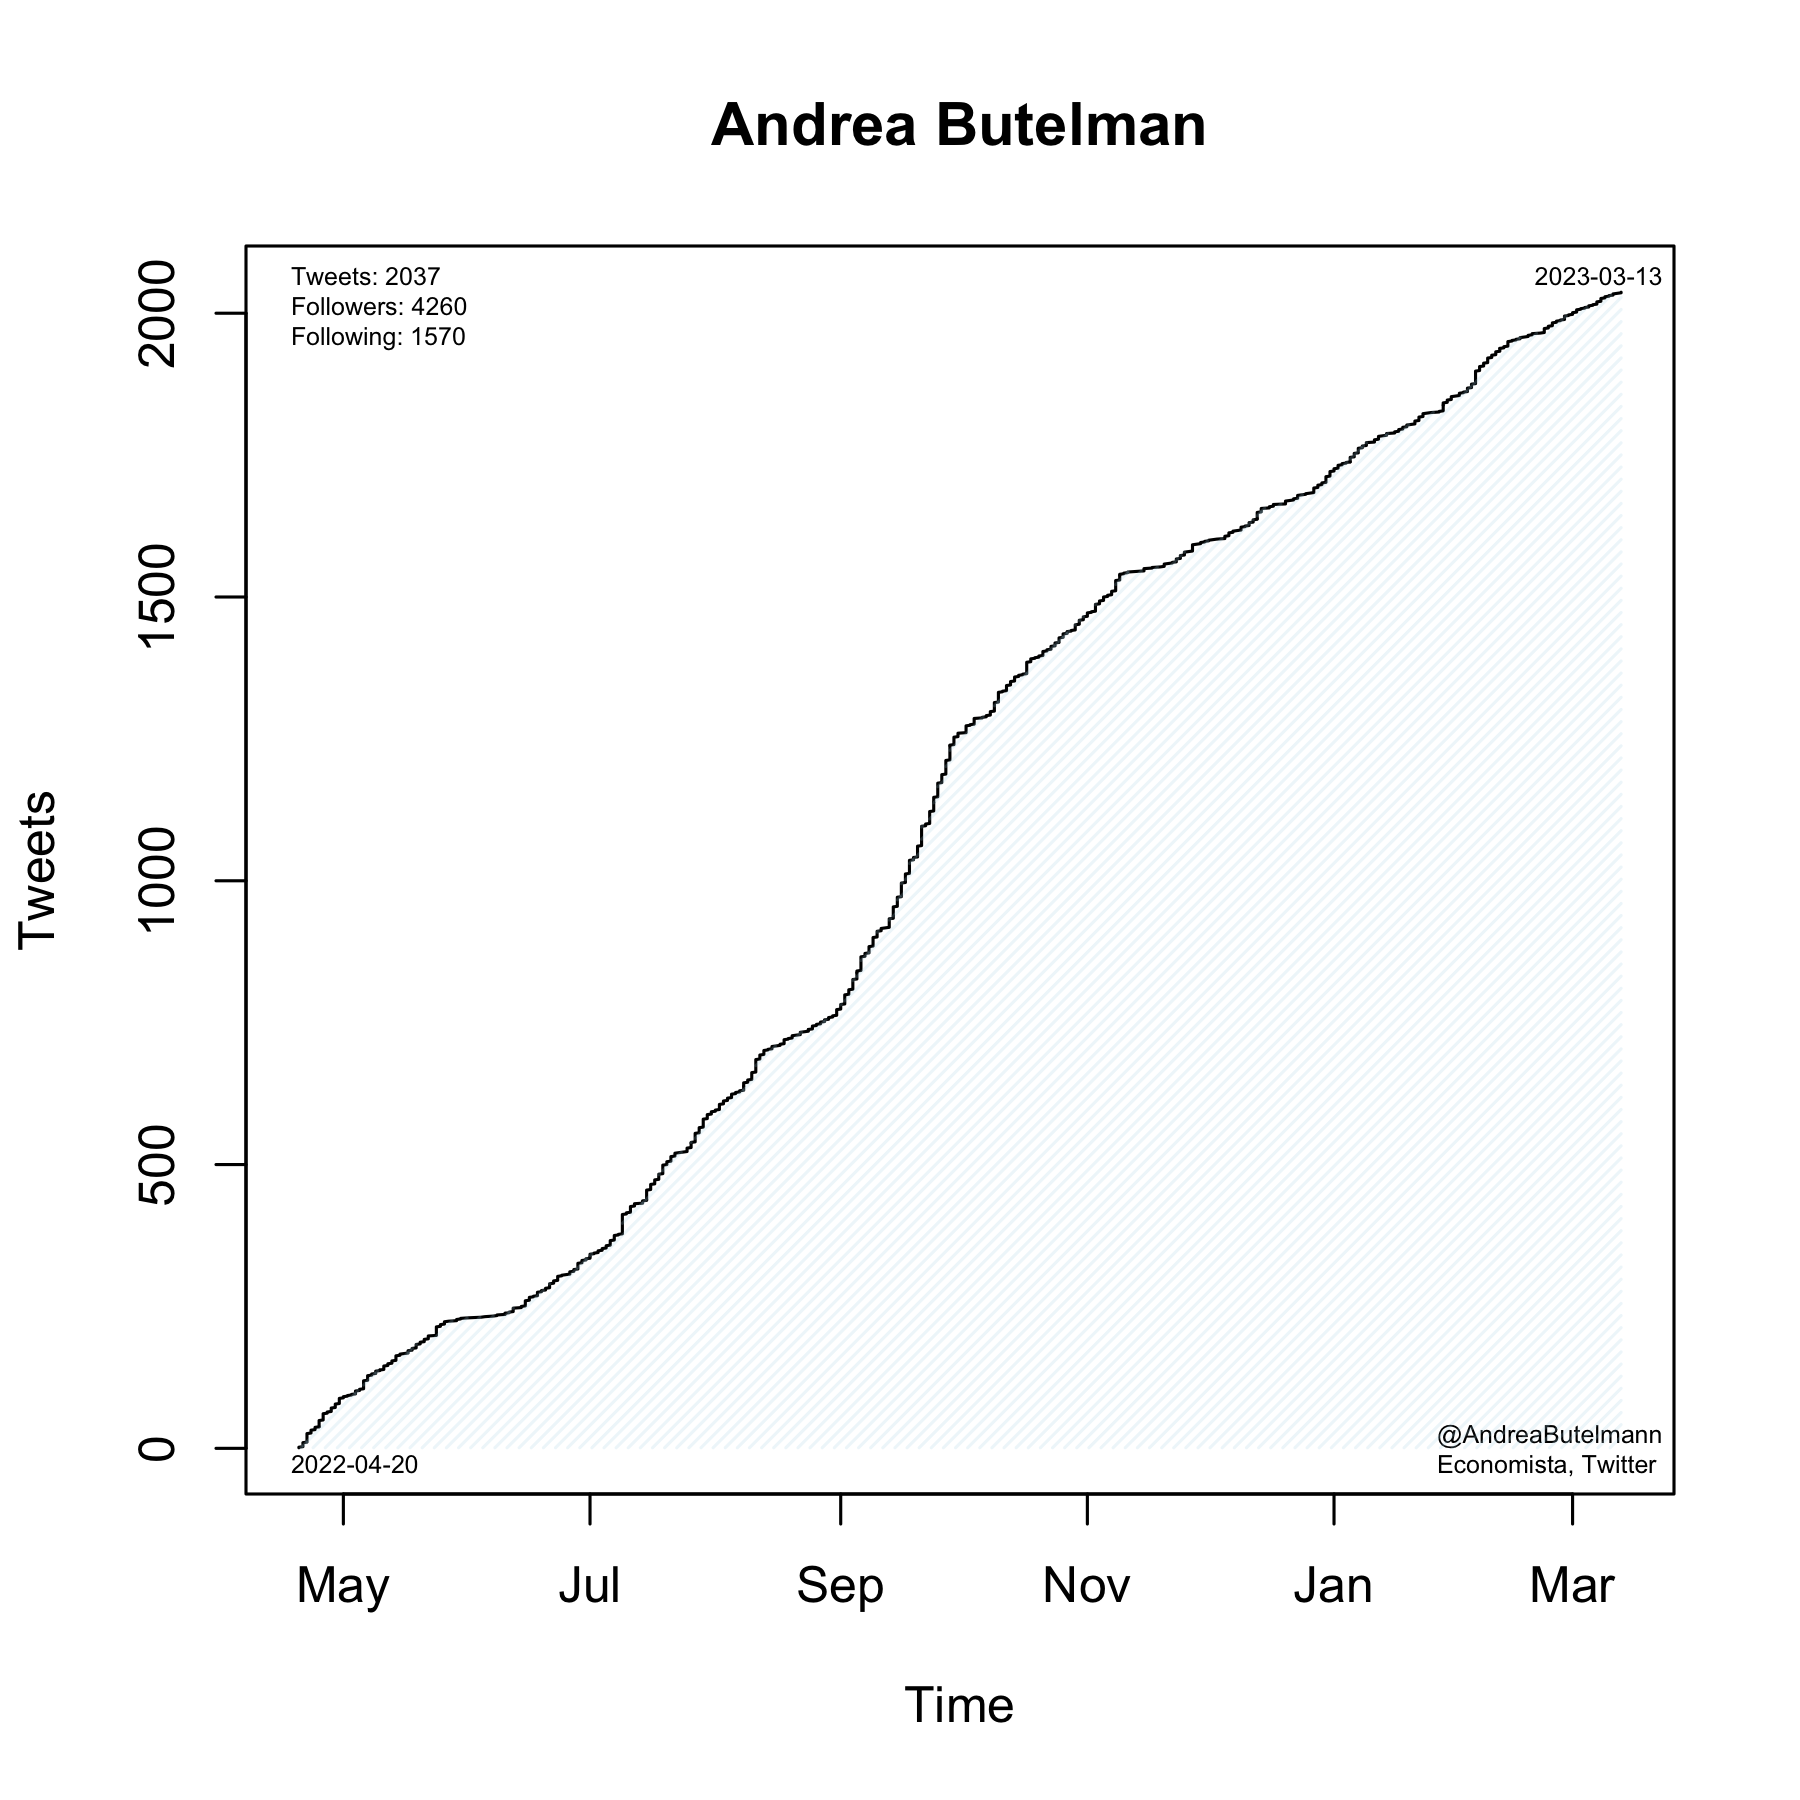 Andrea Butelman
Tweets: 2037
Followers: 4260
Following: 1570
2023-03-13
2000
1500
1000
500
0
Tweets
2022-04-20
@AndreaButelmann
Economista, Twitter
May Jul Sep Nov Jan Mar
Time